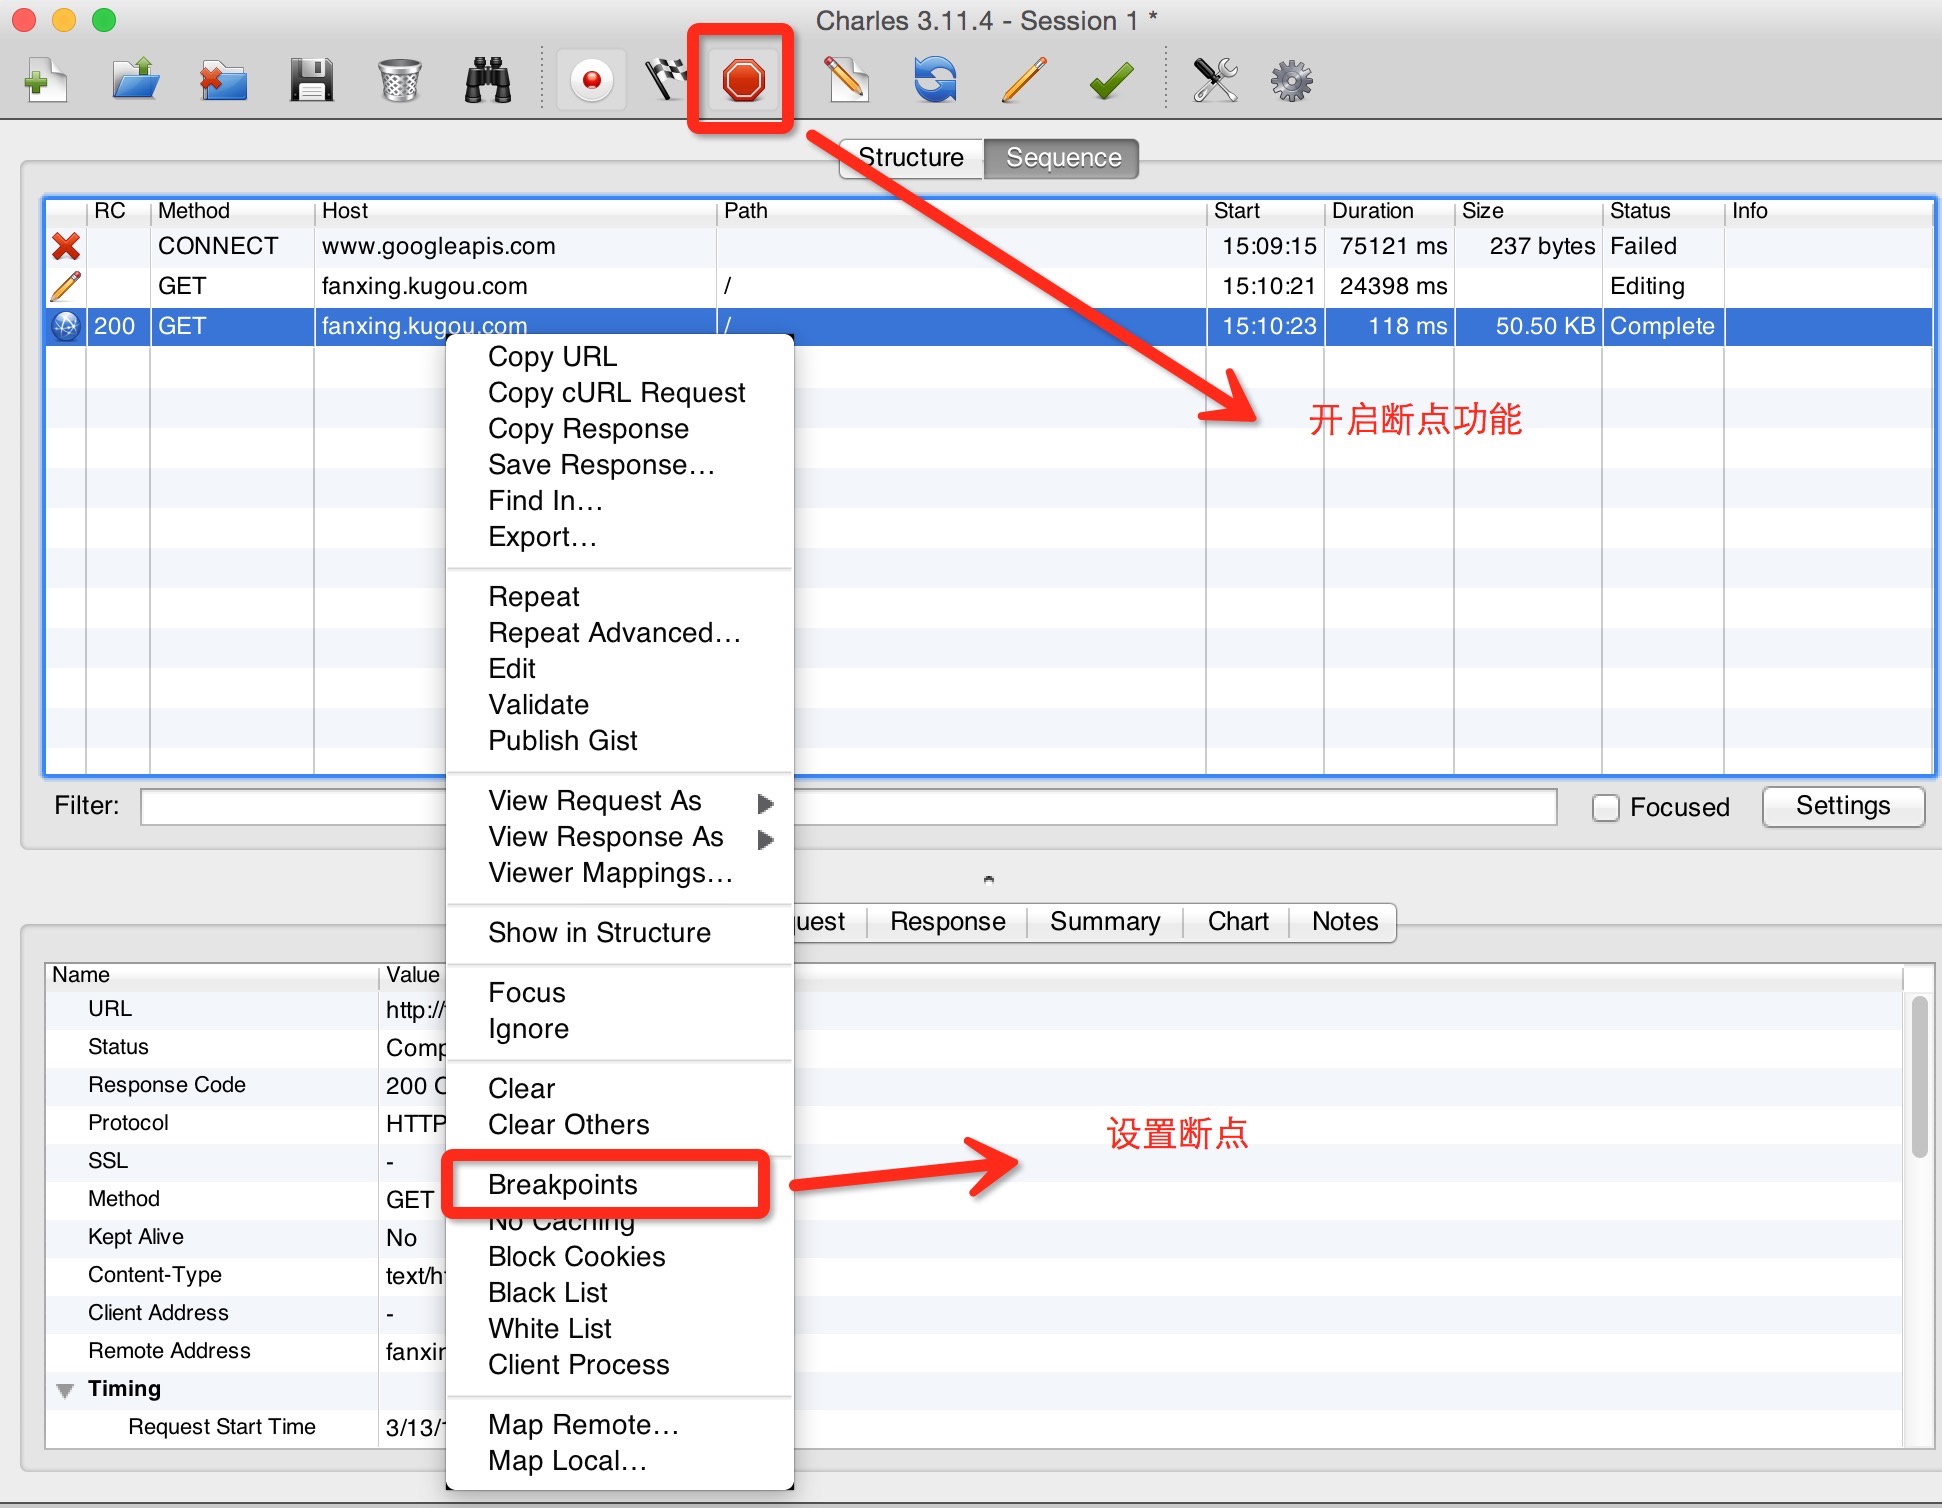 Charles 3.11.4 - Session 1 *
Structure Sequence
RC Method Host Path Start Duration Size Status Info
CONNECT www.googleapis.com 15:09:15 75121 ms 237 bytes Failed
GET fanxing.kugou.com / 15:10:21 24398 ms Editing
200 GET fanxing.kugou.com / 15:10:23 118 ms 50.50 KB Complete
Copy URL
Copy cURL Request
开启断点功能
Copy Response
Save Response...
Find In...
Export...
Repeat
Repeat Advanced...
Edit
Validate
Publish Gist
View Request As
View Response As
Viewer Mappings...
Show in Structure
Focus
Ignore
Clear
Clear Others
Breakpoints
设置断点
No Caching
Block Cookies
Black List
White List
Client Process
Map Remote...
Map Local...
Filter: Focused Settings
Response Summary Chart Notes
Name Value
URL http://
Status
Response Code 200
Protocol HTTP
SSL -
Method GET
Kept Alive No
Content-Type
Client Address -
Remote Address
Timing
Request Start Time 3/13/